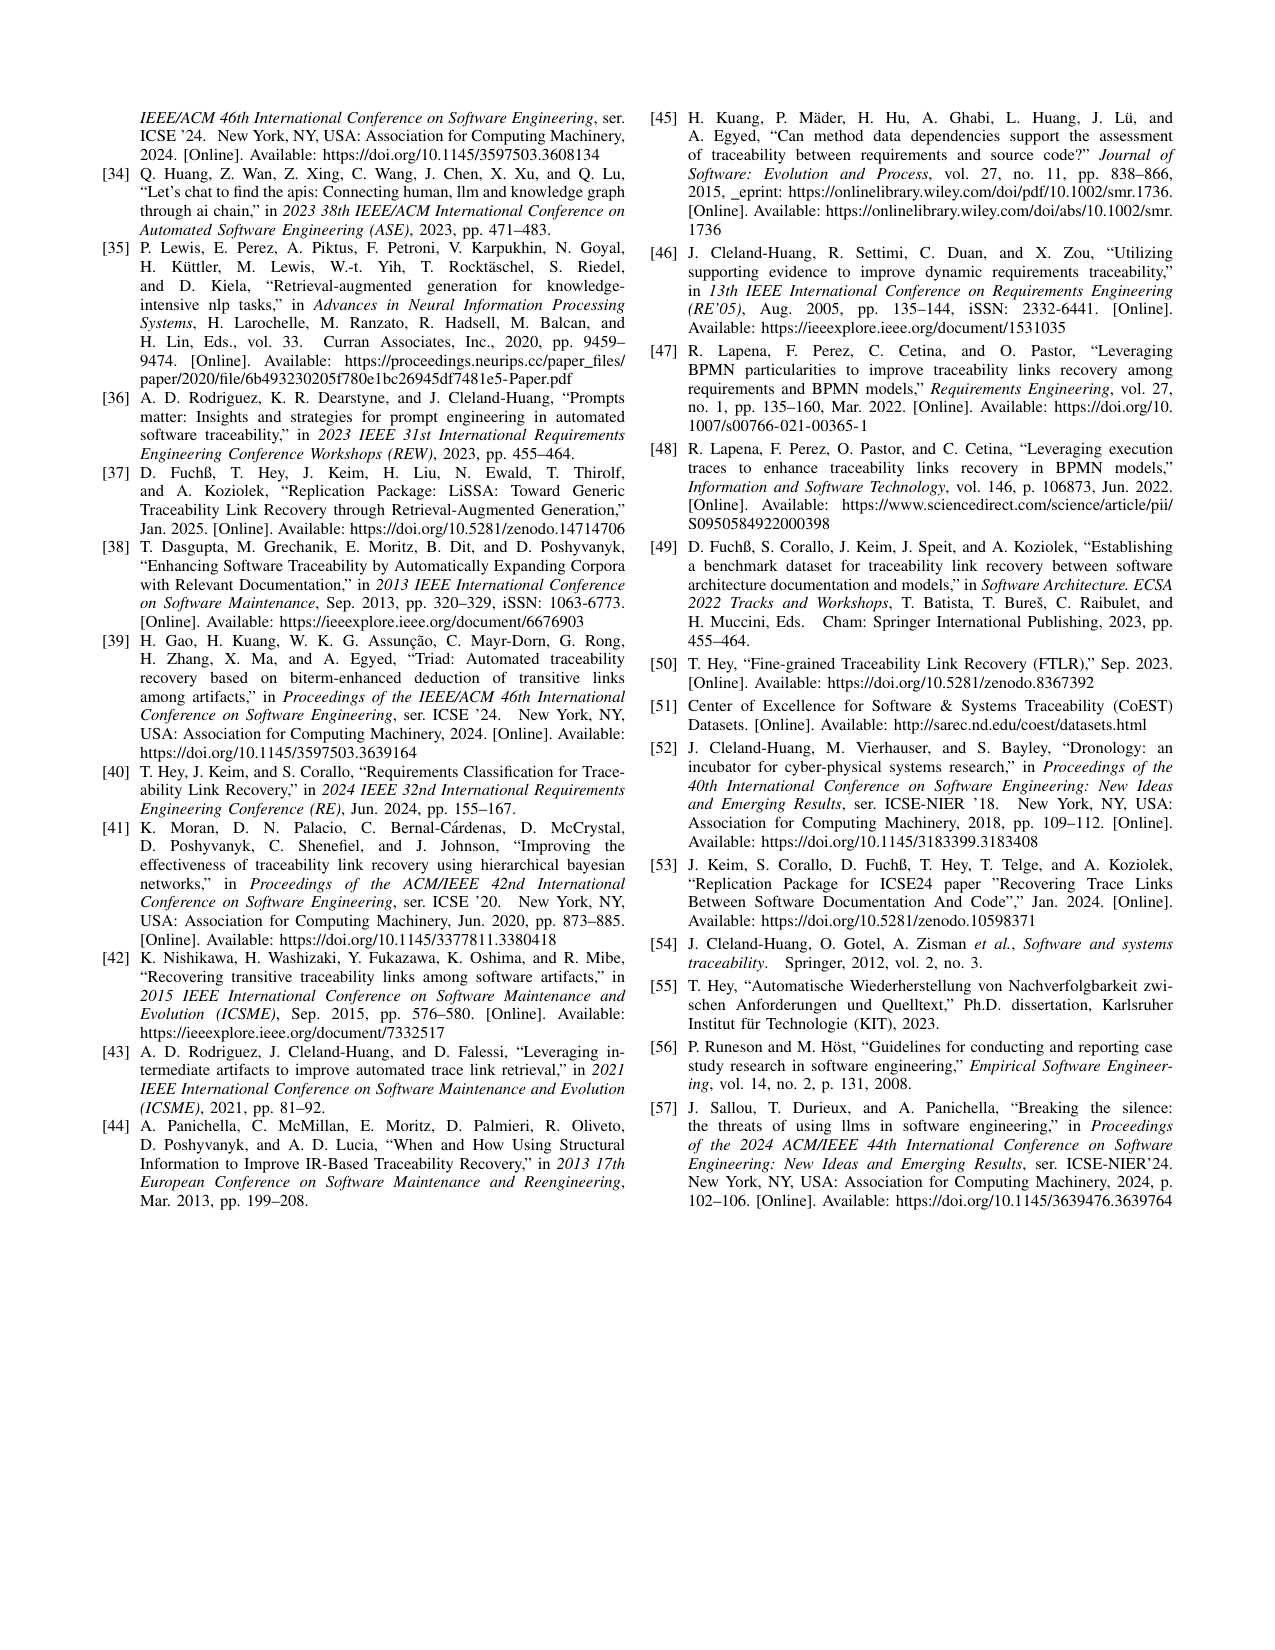 IEEE/ACM 46th International Conference on Software Engineering, ser.
ICSE ’24. New York, NY, USA: Association for Computing Machinery,
2024. [Online]. Available: https://doi.org/10.1145/3597503.3608134
[34] Q. Huang, Z. Wan, Z. Xing, C. Wang, J. Chen, X. Xu, and Q. Lu,
“Let’s chat to find the apis: Connecting human, llm and knowledge graph
through ai chain,” in 2023 38th IEEE/ACM International Conference on
Automated Software Engineering (ASE), 2023, pp. 471–483.
[35] P. Lewis, E. Perez, A. Piktus, F. Petroni, V. Karpukhin, N. Goyal,
H. Küttler, M. Lewis, W.-t. Yih, T. Rocktäschel, S. Riedel,
and D. Kiela, “Retrieval-augmented generation for knowledge-
intensive nlp tasks,” in Advances in Neural Information Processing
Systems, H. Larochelle, M. Ranzato, R. Hadsell, M. Balcan, and
H. Lin, Eds., vol. 33. Curran Associates, Inc., 2020, pp. 9459–
9474. [Online]. Available: https://proceedings.neurips.cc/paper_files/
paper/2020/file/6b493230205f780e1bc26945df7481e5-Paper.pdf
[36] A. D. Rodriguez, K. R. Dearstyne, and J. Cleland-Huang, “Prompts
matter: Insights and strategies for prompt engineering in automated
software traceability,” in 2023 IEEE 31st International Requirements
Engineering Conference Workshops (REW), 2023, pp. 455–464.
[37] D. Fuchß, T. Hey, J. Keim, H. Liu, N. Ewald, T. Thirolf,
and A. Koziolek, “Replication Package: LiSSA: Toward Generic
Traceability Link Recovery through Retrieval-Augmented Generation,”
Jan. 2025. [Online]. Available: https://doi.org/10.5281/zenodo.14714706
[38] T. Dasgupta, M. Grechanik, E. Moritz, B. Dit, and D. Poshyvanyk,
“Enhancing Software Traceability by Automatically Expanding Corpora
with Relevant Documentation,” in 2013 IEEE International Conference
on Software Maintenance, Sep. 2013, pp. 320–329, iSSN: 1063-6773.
[Online]. Available: https://ieeexplore.ieee.org/document/6676903
[39] H. Gao, H. Kuang, W. K. G. Assunção, C. Mayr-Dorn, G. Rong,
H. Zhang, X. Ma, and A. Egyed, “Triad: Automated traceability
recovery based on biterm-enhanced deduction of transitive links
among artifacts,” in Proceedings of the IEEE/ACM 46th International
Conference on Software Engineering, ser. ICSE ’24. New York, NY,
USA: Association for Computing Machinery, 2024. [Online]. Available:
https://doi.org/10.1145/3597503.3639164
[40] T. Hey, J. Keim, and S. Corallo, “Requirements Classification for Trace-
ability Link Recovery,” in 2024 IEEE 32nd International Requirements
Engineering Conference (RE), Jun. 2024, pp. 155–167.
[41] K. Moran, D. N. Palacio, C. Bernal-Cárdenas, D. McCrystal,
D. Poshyvanyk, C. Shenefiel, and J. Johnson, “Improving the
effectiveness of traceability link recovery using hierarchical bayesian
networks,” in Proceedings of the ACM/IEEE 42nd International
Conference on Software Engineering, ser. ICSE ’20. New York, NY,
USA: Association for Computing Machinery, Jun. 2020, pp. 873–885.
[Online]. Available: https://doi.org/10.1145/3377811.3380418
[42] K. Nishikawa, H. Washizaki, Y. Fukazawa, K. Oshima, and R. Mibe,
“Recovering transitive traceability links among software artifacts,” in
2015 IEEE International Conference on Software Maintenance and
Evolution (ICSME), Sep. 2015, pp. 576–580. [Online]. Available:
https://ieeexplore.ieee.org/document/7332517
[43] A. D. Rodriguez, J. Cleland-Huang, and D. Falessi, “Leveraging in-
termediate artifacts to improve automated trace link retrieval,” in 2021
IEEE International Conference on Software Maintenance and Evolution
(ICSME), 2021, pp. 81–92.
[44] A. Panichella, C. McMillan, E. Moritz, D. Palmieri, R. Oliveto,
D. Poshyvanyk, and A. D. Lucia, “When and How Using Structural
Information to Improve IR-Based Traceability Recovery,” in 2013 17th
European Conference on Software Maintenance and Reengineering,
Mar. 2013, pp. 199–208.
[45] H. Kuang, P. Mäder, H. Hu, A. Ghabi, L. Huang, J. Lü, and
A. Egyed, “Can method data dependencies support the assessment
of traceability between requirements and source code?” Journal of
Software: Evolution and Process, vol. 27, no. 11, pp. 838–866,
2015, _eprint: https://onlinelibrary.wiley.com/doi/pdf/10.1002/smr.1736.
[Online]. Available: https://onlinelibrary.wiley.com/doi/abs/10.1002/smr.
1736
[46] J. Cleland-Huang, R. Settimi, C. Duan, and X. Zou, “Utilizing
supporting evidence to improve dynamic requirements traceability,”
in 13th IEEE International Conference on Requirements Engineering
(RE’05), Aug. 2005, pp. 135–144, iSSN: 2332-6441. [Online].
Available: https://ieeexplore.ieee.org/document/1531035
[47] R. Lapena, F. Perez, C. Cetina, and O. Pastor, “Leveraging
BPMN particularities to improve traceability links recovery among
requirements and BPMN models,” Requirements Engineering, vol. 27,
no. 1, pp. 135–160, Mar. 2022. [Online]. Available: https://doi.org/10.
1007/s00766-021-00365-1
[48] R. Lapena, F. Perez, O. Pastor, and C. Cetina, “Leveraging execution
traces to enhance traceability links recovery in BPMN models,”
Information and Software Technology, vol. 146, p. 106873, Jun. 2022.
[Online]. Available: https://www.sciencedirect.com/science/article/pii/
S0950584922000398
[49] D. Fuchß, S. Corallo, J. Keim, J. Speit, and A. Koziolek, “Establishing
a benchmark dataset for traceability link recovery between software
architecture documentation and models,” in Software Architecture. ECSA
2022 Tracks and Workshops, T. Batista, T. Bureš, C. Raibulet, and
H. Muccini, Eds. Cham: Springer International Publishing, 2023, pp.
455–464.
[50] T. Hey, “Fine-grained Traceability Link Recovery (FTLR),” Sep. 2023.
[Online]. Available: https://doi.org/10.5281/zenodo.8367392
[51] Center of Excellence for Software & Systems Traceability (CoEST)
Datasets. [Online]. Available: http://sarec.nd.edu/coest/datasets.html
[52] J. Cleland-Huang, M. Vierhauser, and S. Bayley, “Dronology: an
incubator for cyber-physical systems research,” in Proceedings of the
40th International Conference on Software Engineering: New Ideas
and Emerging Results, ser. ICSE-NIER ’18. New York, NY, USA:
Association for Computing Machinery, 2018, pp. 109–112. [Online].
Available: https://doi.org/10.1145/3183399.3183408
[53] J. Keim, S. Corallo, D. Fuchß, T. Hey, T. Telge, and A. Koziolek,
“Replication Package for ICSE24 paper ”Recovering Trace Links
Between Software Documentation And Code”,” Jan. 2024. [Online].
Available: https://doi.org/10.5281/zenodo.10598371
[54] J. Cleland-Huang, O. Gotel, A. Zisman et al., Software and systems
traceability. Springer, 2012, vol. 2, no. 3.
[55] T. Hey, “Automatische Wiederherstellung von Nachverfolgbarkeit zwi-
schen Anforderungen und Quelltext,” Ph.D. dissertation, Karlsruher
Institut für Technologie (KIT), 2023.
[56] P. Runeson and M. Höst, “Guidelines for conducting and reporting case
study research in software engineering,” Empirical Software Engineer-
ing, vol. 14, no. 2, p. 131, 2008.
[57] J. Sallou, T. Durieux, and A. Panichella, “Breaking the silence:
the threats of using llms in software engineering,” in Proceedings
of the 2024 ACM/IEEE 44th International Conference on Software
Engineering: New Ideas and Emerging Results, ser. ICSE-NIER’24.
New York, NY, USA: Association for Computing Machinery, 2024, p.
102–106. [Online]. Available: https://doi.org/10.1145/3639476.3639764